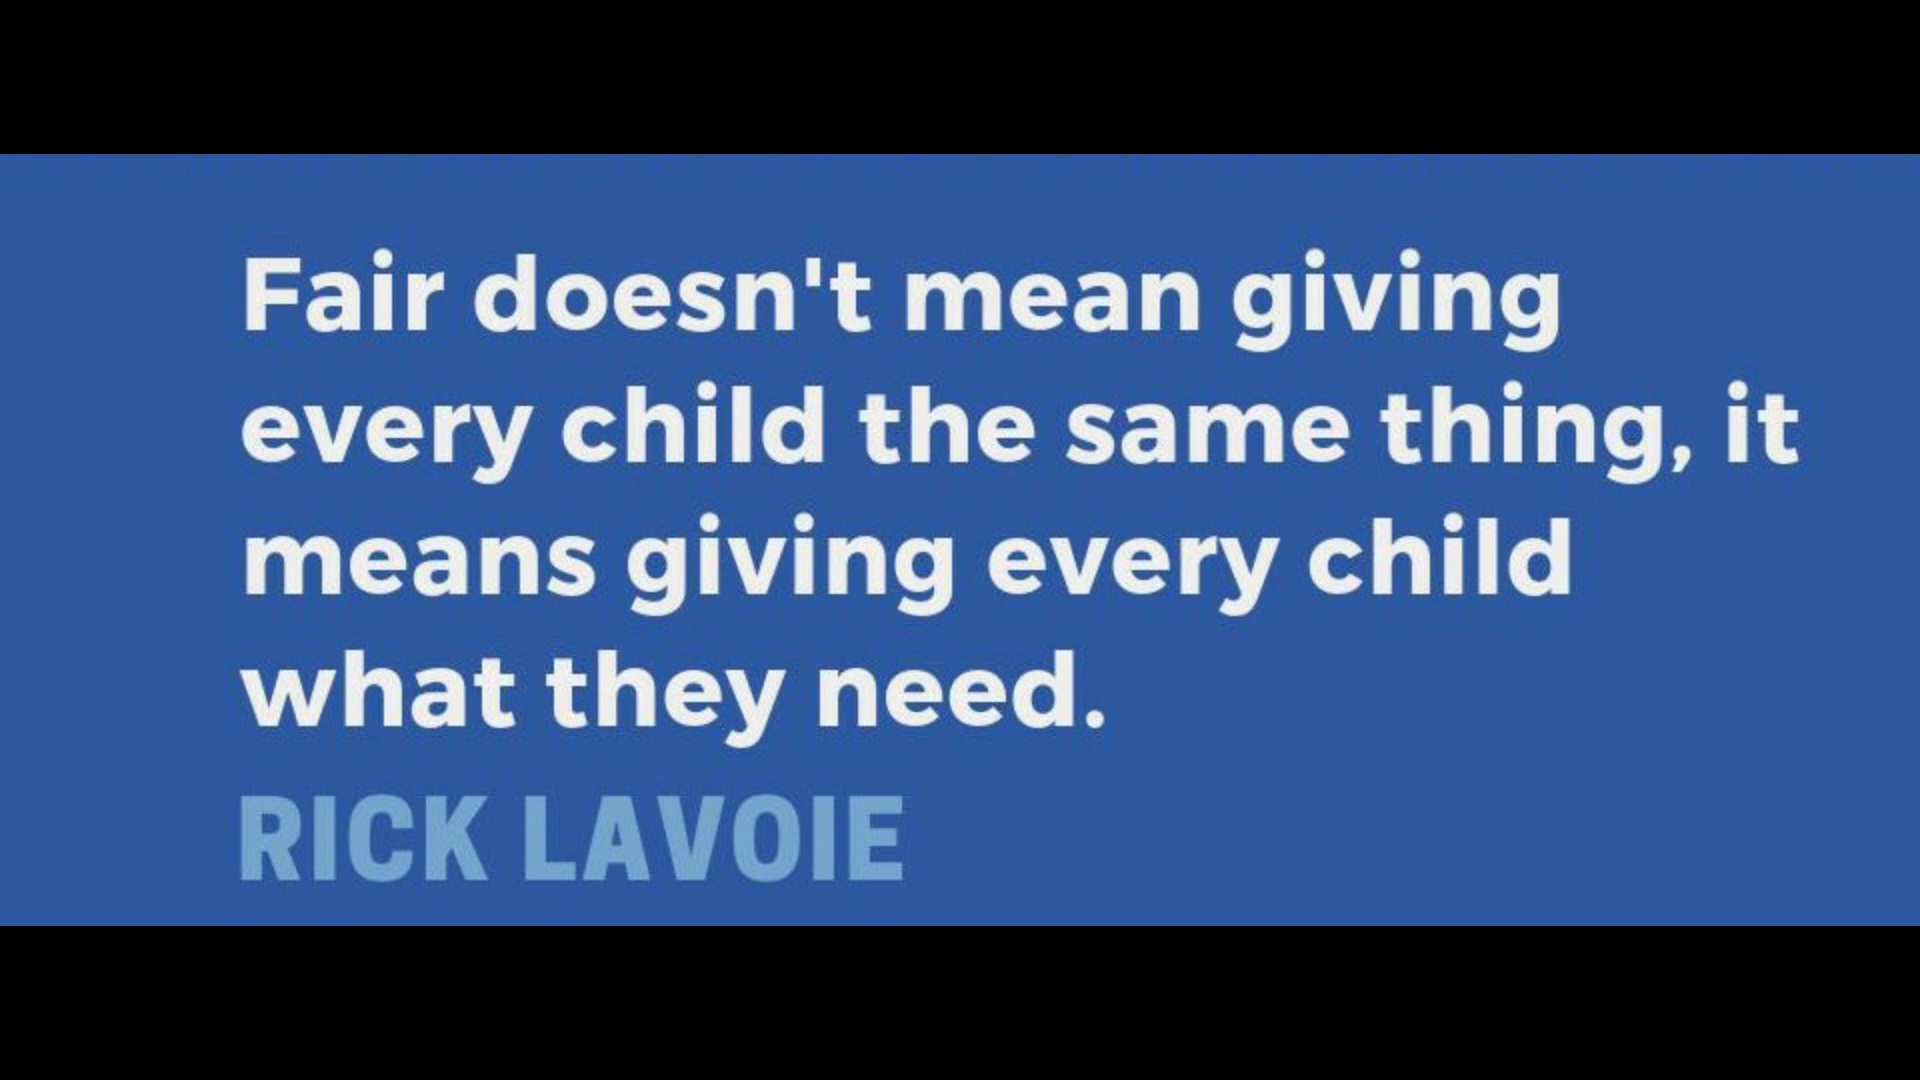 Fair doesn't mean giving
every child the same thing, it
means giving every child
what they need.
RICK LAVOIE